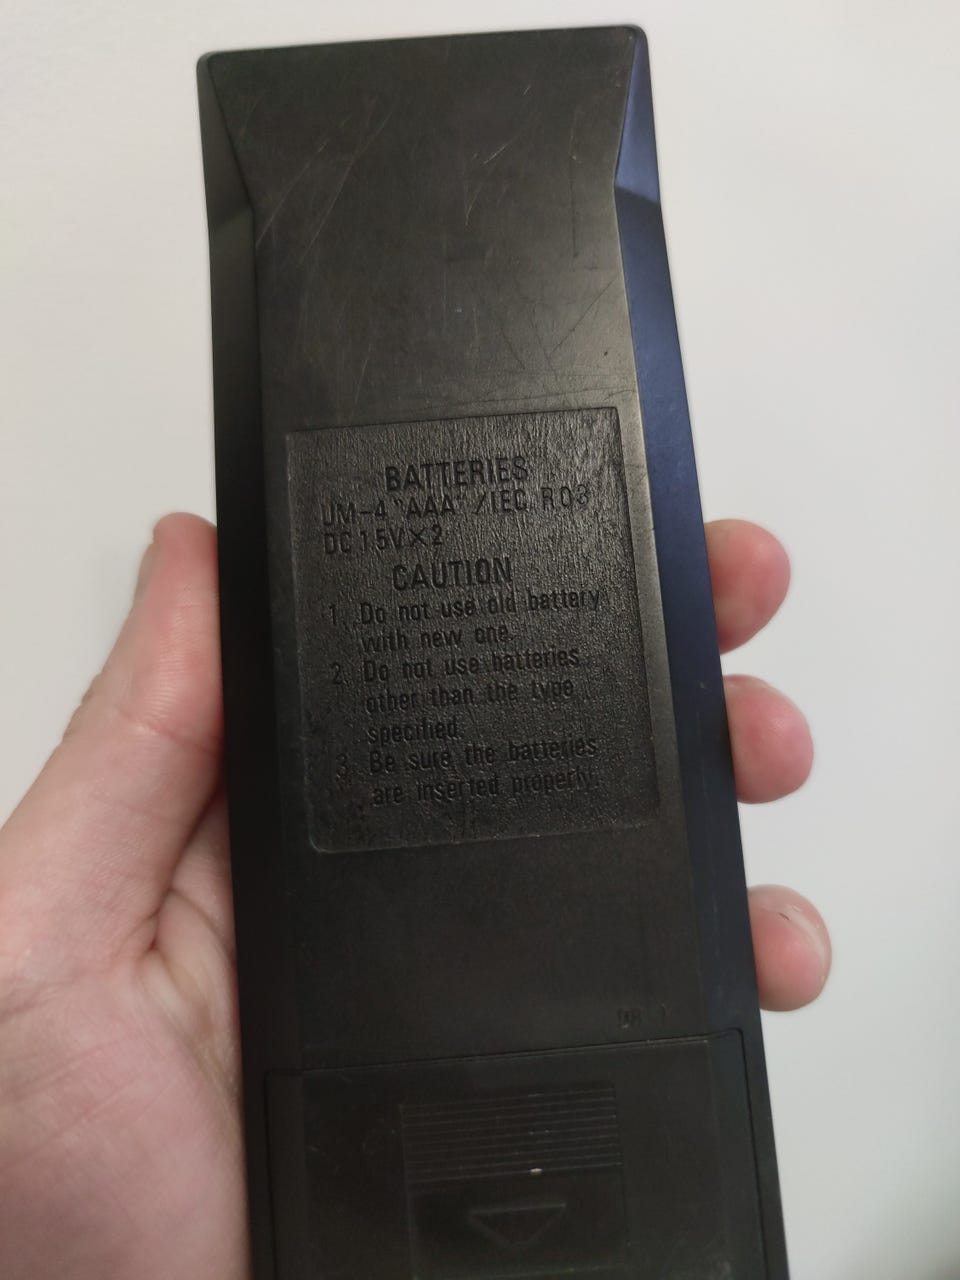 BATTERIES
UM-4 "AAA" /IEC R03
DC 1.5V×2
CAUTION
1. Do not use old battery
with new one.
2. Do not use batteries
other than the type
specified.
3. Be sure the batteries
are inserted properly.